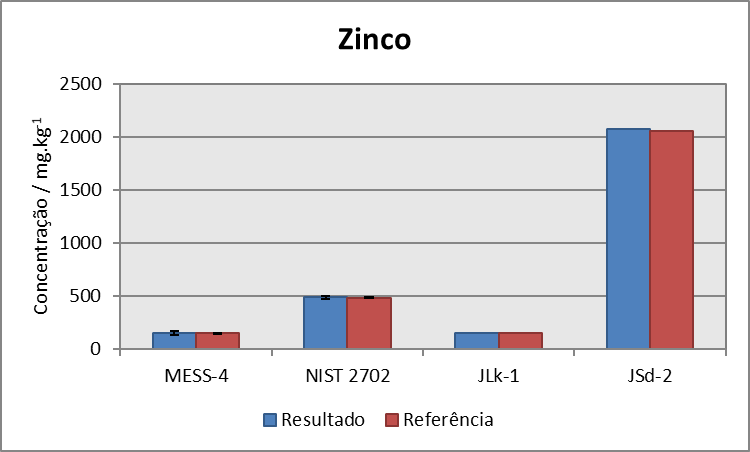 Zinco
Concentração / mg.kg⁻¹
2500
2000
1500
1000
500
0
MESS-4 NIST 2702 JLk-1 JSd-2
Resultado Referência